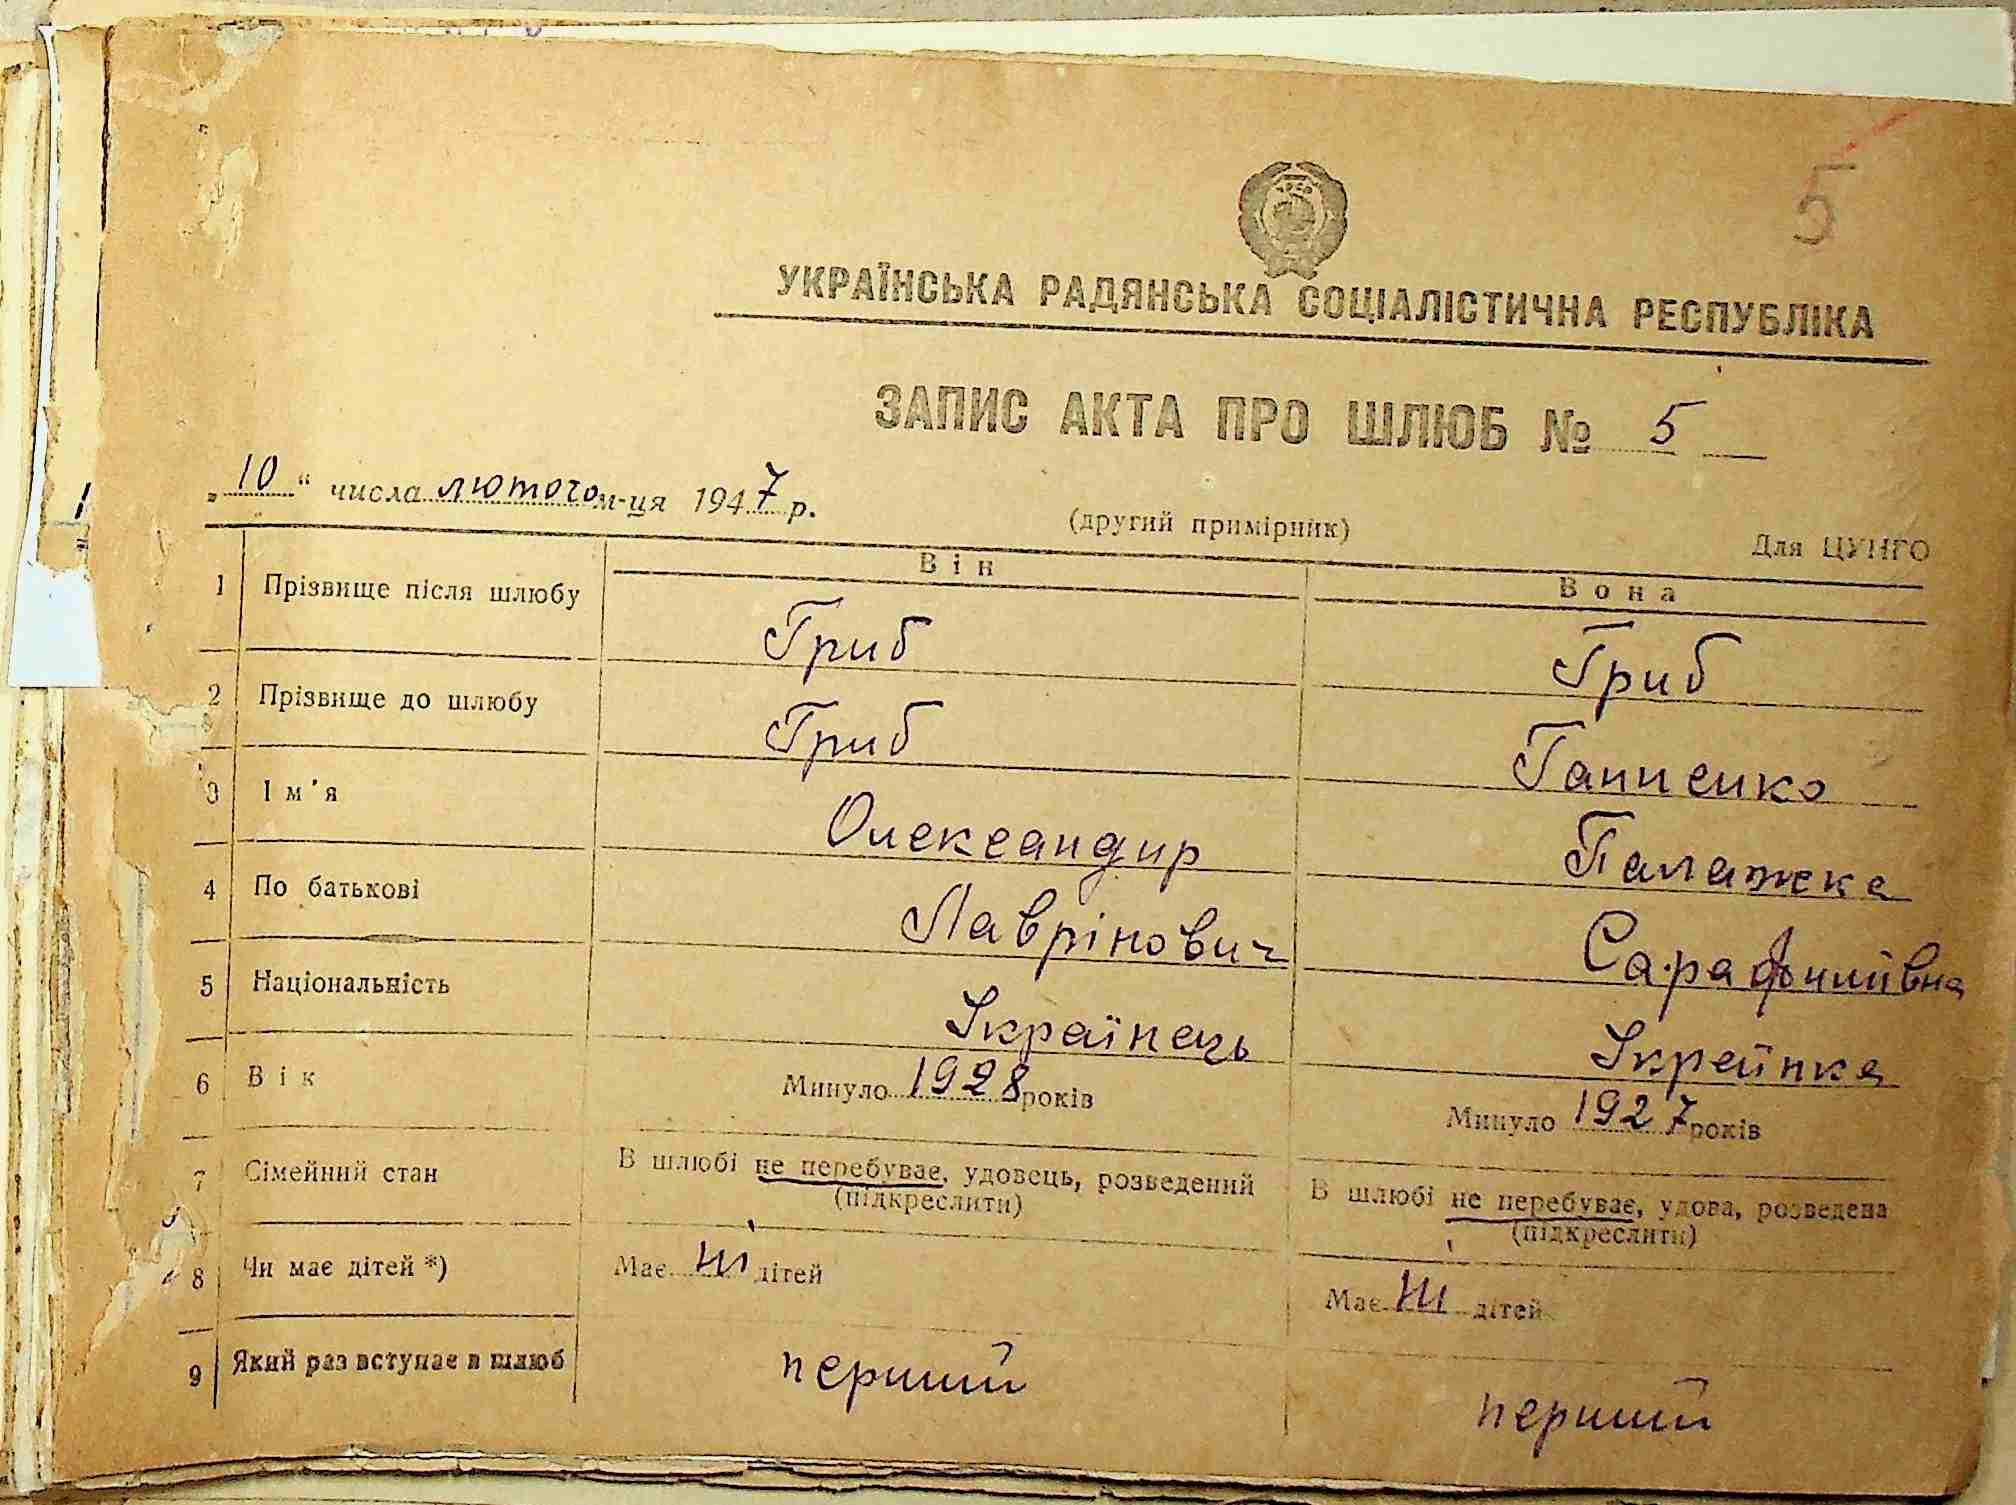 5
УКРАЇНСЬКА РАДЯНСЬКА СОЦІАЛІСТИЧНА РЕСПУБЛІКА
ЗАПИС АКТА ПРО ШЛЮБ № 5
„10“ числа лютого м-ця 1947 р.
(другий примірник)
Для ЦУНГО
Він Вона
1 Прізвище після шлюбу Гриб Гриб
2 Прізвище до шлюбу Гриб Ганненко
3 Ім'я Олександир Палажка
4 По батькові Лаврінович Сарафимівна
5 Національність Українець Украйнка
6 Вік Минуло 1928 років Минуло 1927 років
7 Сімейний стан В шлюбі не перебуває, удовець, розведений В шлюбі не перебуває, удова, розведена
(підкреслити) (підкреслити)
8 Чи має дітей *) Має ні дітей Має ні дітей
9 Який раз вступає в шлюб перший перший